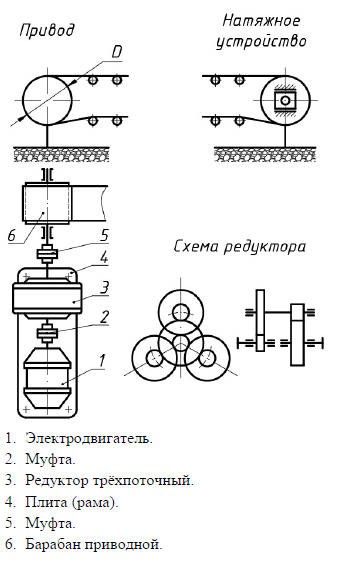 Привод
Натяжное
устройство
D
6
5
4
3
2
1
Схема редуктора
1. Электродвигатель.
2. Муфта.
3. Редуктор трёхпоточный.
4. Плита (рама).
5. Муфта.
6. Барабан приводной.